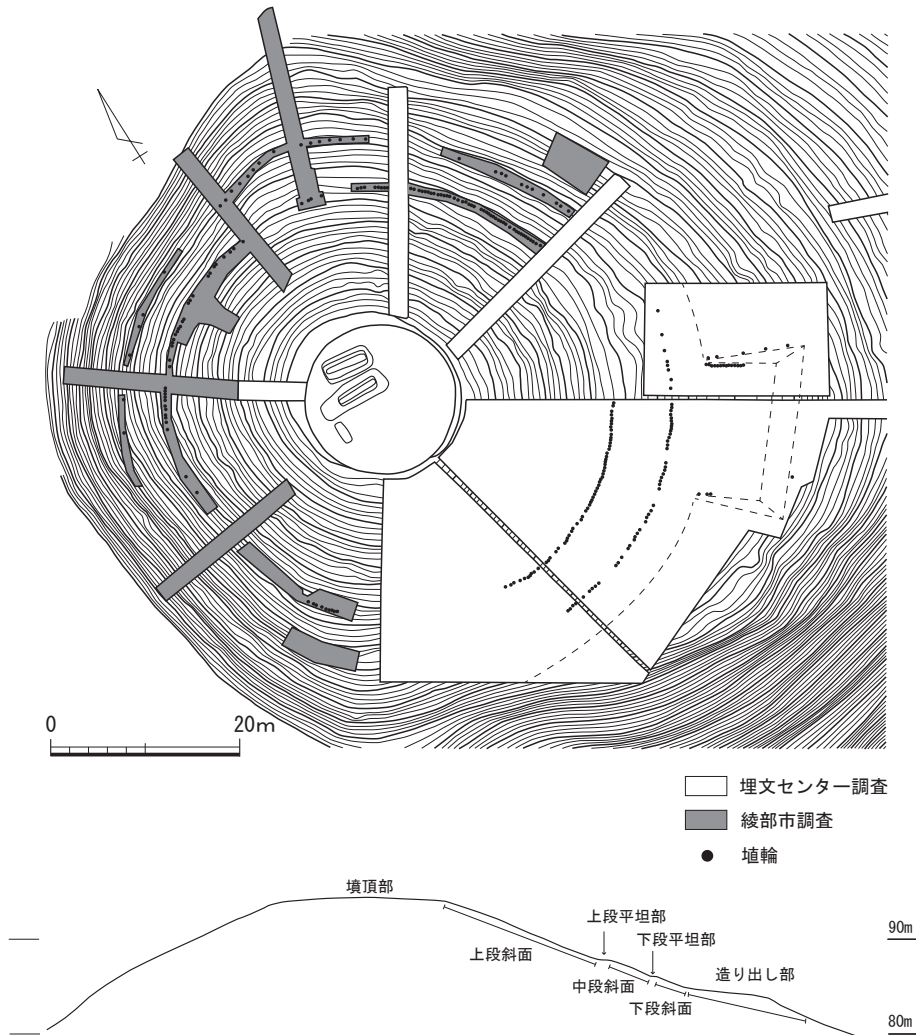 0
20m
埋文センター調査
綾部市調査
埴輪
墳頂部
上段平坦部
90m
下段平坦部
上段斜面
造り出し部
中段斜面
下段斜面
80m